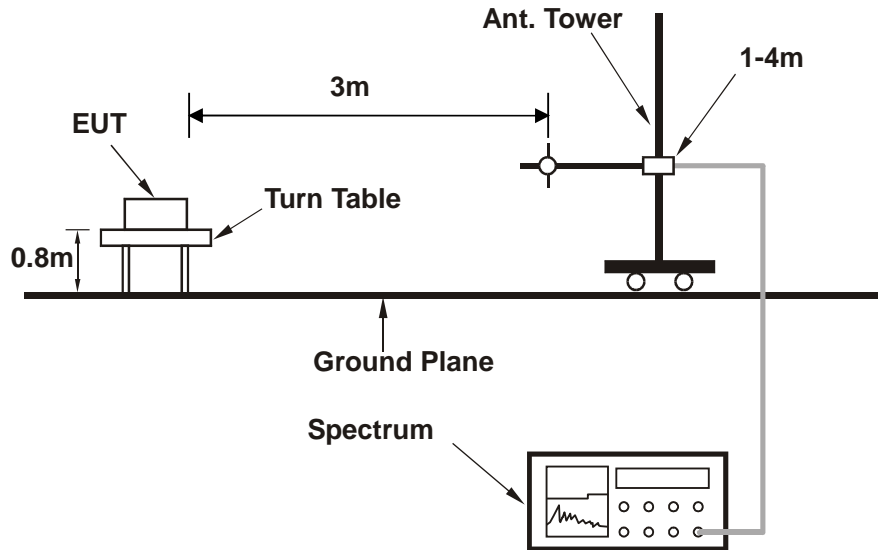 Ant. Tower
1-4m
3m
EUT
Turn Table
0.8m
Ground Plane
Spectrum